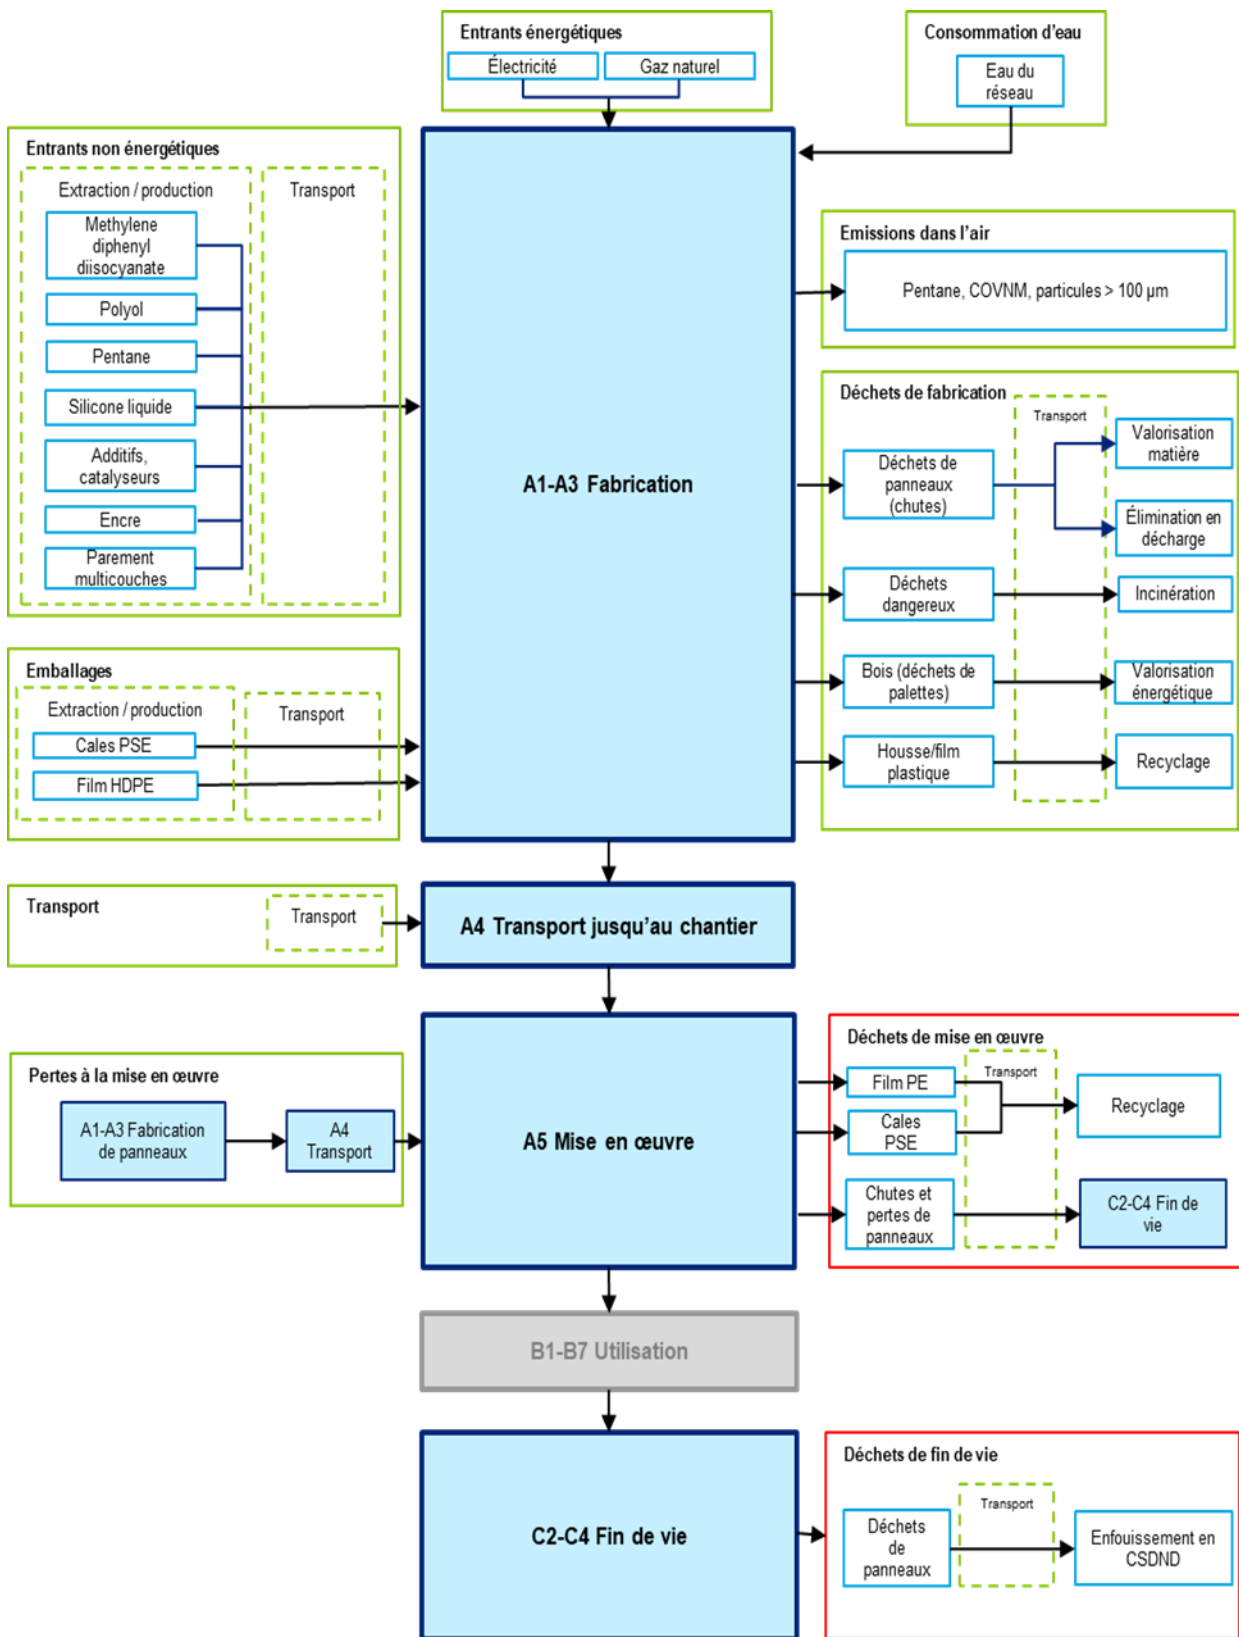 Entrants énergétiques
Électricité
Gaz naturel
Consommation d'eau
Eau du
réseau
Entrants non énergétiques
Extraction / production
Transport
Methylene
diphenyl
diisocyanate
Polyol
Pentane
Silicone liquide
Additifs,
catalyseurs
Encre
Parement
multicouches
A1-A3 Fabrication
Emissions dans l'air
Pentane, COVNM, particules > 100 µm
Déchets de fabrication
Transport
Déchets de
panneaux
(chutes)
Valorisation
matière
Élimination en
décharge
Déchets
dangereux
Incinération
Bois (déchets de
palettes)
Valorisation
énergétique
Housse/film
plastique
Recyclage
Emballages
Extraction / production
Transport
Cales PSE
Film HDPE
Transport
Transport
A4 Transport jusqu'au chantier
Pertes à la mise en œuvre
A1-A3 Fabrication
de panneaux
A4
Transport
A5 Mise en œuvre
Déchets de mise en œuvre
Transport
Film PE
Cales
PSE
Recyclage
Chutes et
pertes de
panneaux
C2-C4 Fin de
vie
B1-B7 Utilisation
C2-C4 Fin de vie
Déchets de fin de vie
Transport
Déchets
de
panneaux
Enfouissement en
CSDND